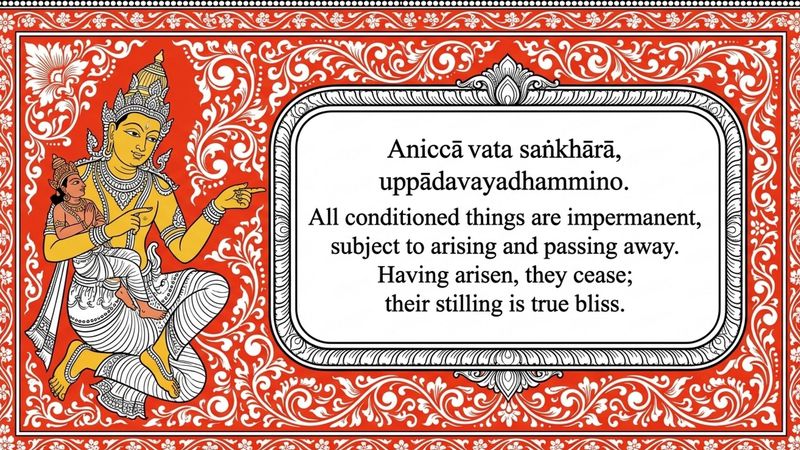 Aniccā vata saṅkhārā,
uppādavayadhammino.
All conditioned things are impermanent,
subject to arising and passing away.
Having arisen, they cease;
their stilling is true bliss.